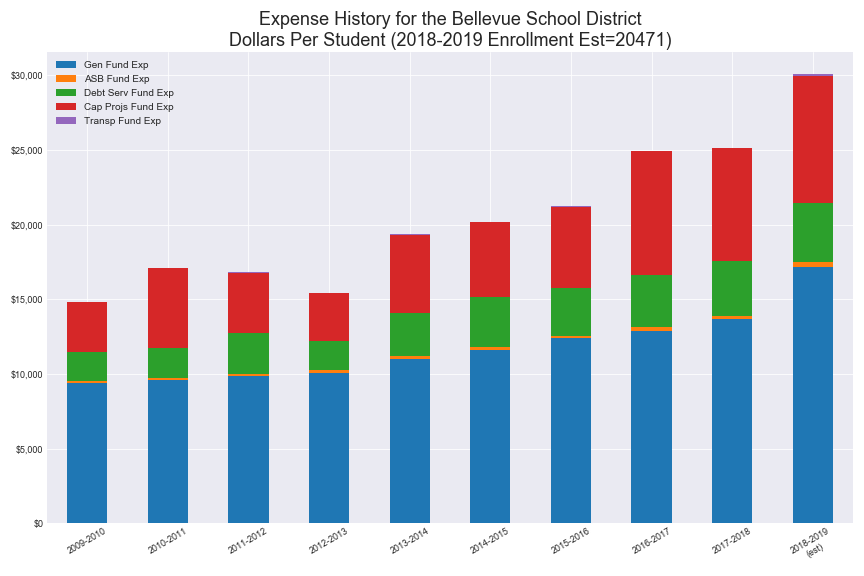 Expense History for the Bellevue School District
Dollars Per Student (2018-2019 Enrollment Est=20471)
Gen Fund Exp
ASB Fund Exp
Debt Serv Fund Exp
Cap Projs Fund Exp
Transp Fund Exp
$30,000
$25,000
$20,000
$15,000
$10,000
$5,000
$0
2009-2010
2010-2011
2011-2012
2012-2013
2013-2014
2014-2015
2015-2016
2016-2017
2017-2018
2018-2019
(est)